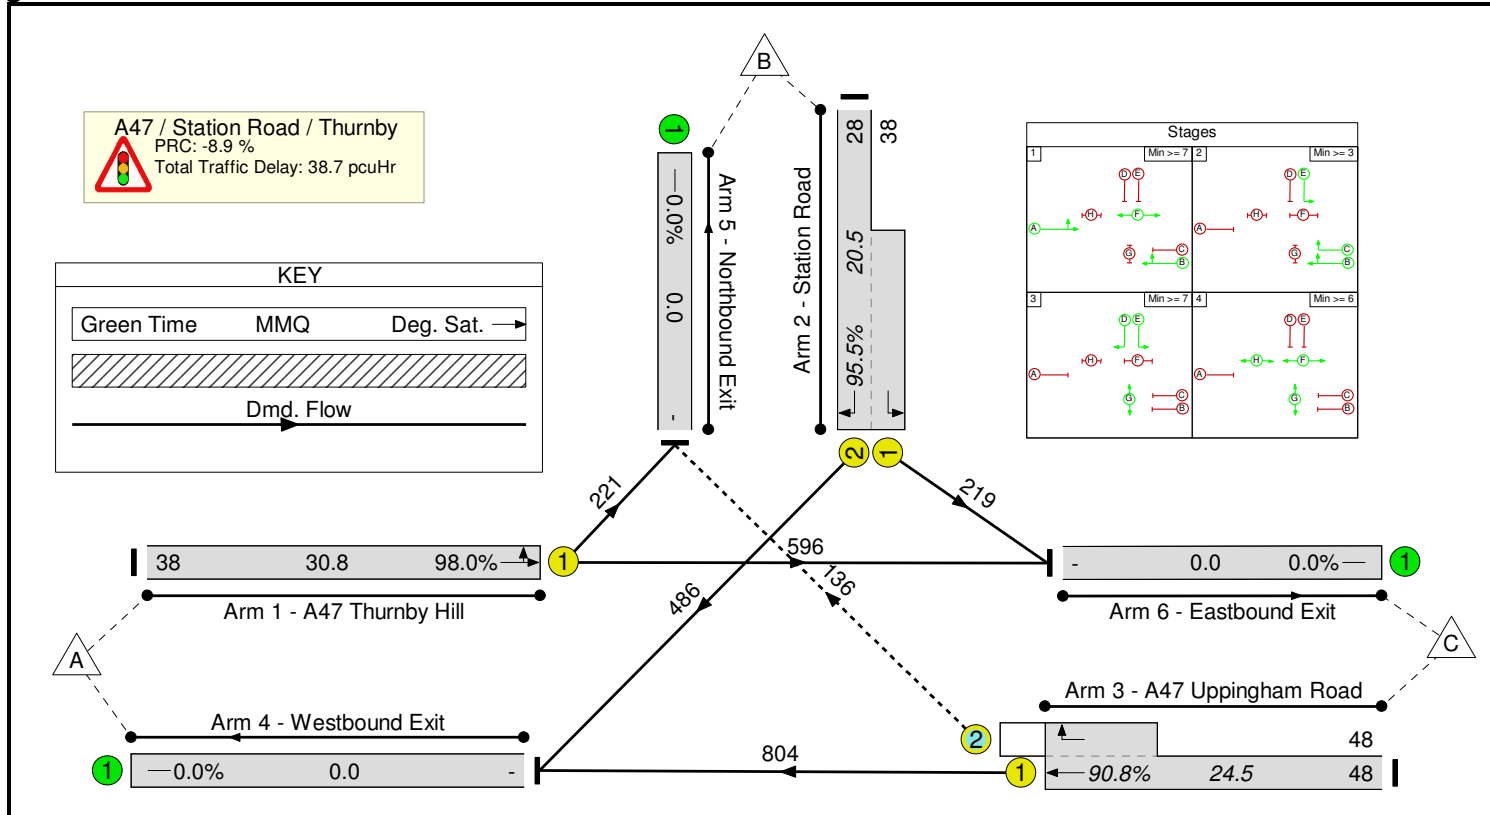 A47 / Station Road / Thurnby
PRC: -8.9 %
Total Traffic Delay: 38.7 pcuHr
KEY
Green Time MMQ Deg. Sat.
Dmd. Flow
B
1
0.0%
0.0
-
Arm 5 - Northbound Exit
Arm 2 - Station Road
28
38
20.5
95.5%
2
1
Stages
1
Min >= 7
D
E
H
F
A
G
C
B
2
Min >= 3
D
E
H
F
A
G
C
B
3
Min >= 7
D
E
H
F
A
G
C
B
4
Min >= 6
D
E
H
F
A
G
C
B
221
219
596
136
486
804
38 30.8 98.0%
1
Arm 1 - A47 Thurnby Hill
- 0.0 0.0%
1
Arm 6 - Eastbound Exit
A
C
Arm 4 - Westbound Exit
1
0.0% 0.0 -
Arm 3 - A47 Uppingham Road
2
48
1
90.8% 24.5 48